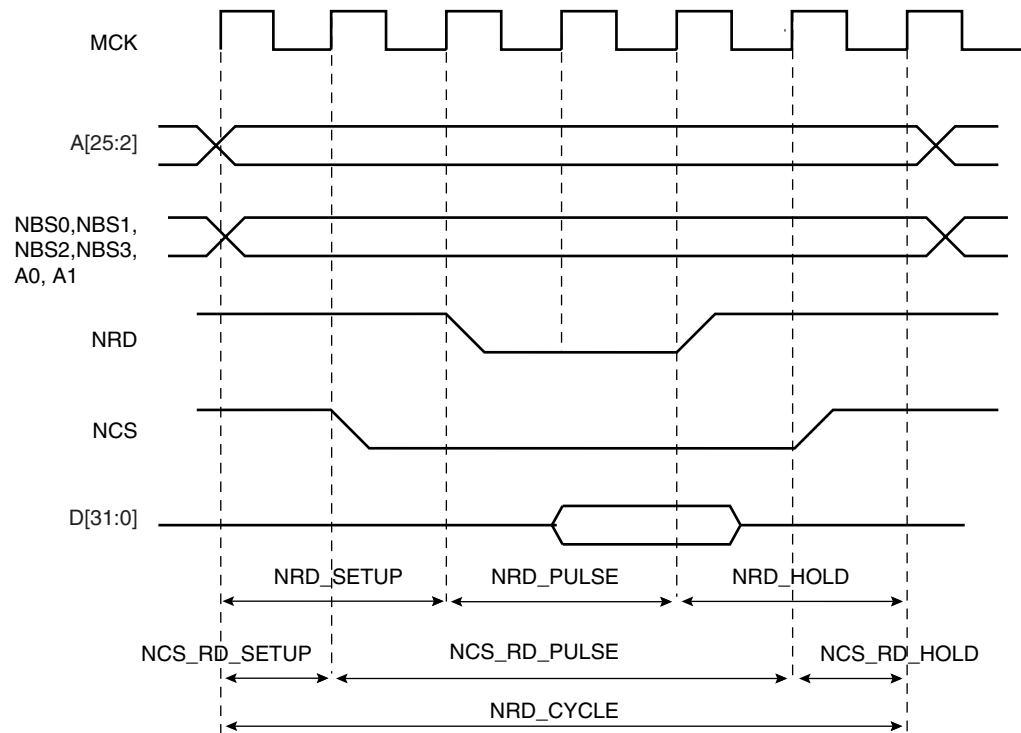 MCK
A[25:2]
NBS0,NBS1,
NBS2,NBS3,
A0, A1
NRD
NCS
D[31:0]
NRD_SETUP NRD_PULSE NRD_HOLD
NCS_RD_SETUP NCS_RD_PULSE NCS_RD_HOLD
NRD_CYCLE